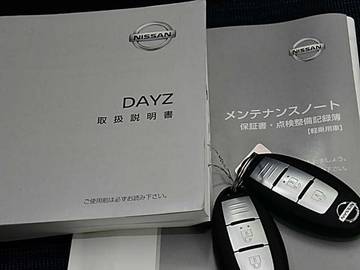 NISSAN
DAYZ
取扱説明書
ご使用前は必ずお読み下さい。
NISSAN
メンテナンスノート
保証書・点検整備記録簿
【軽乗用車】